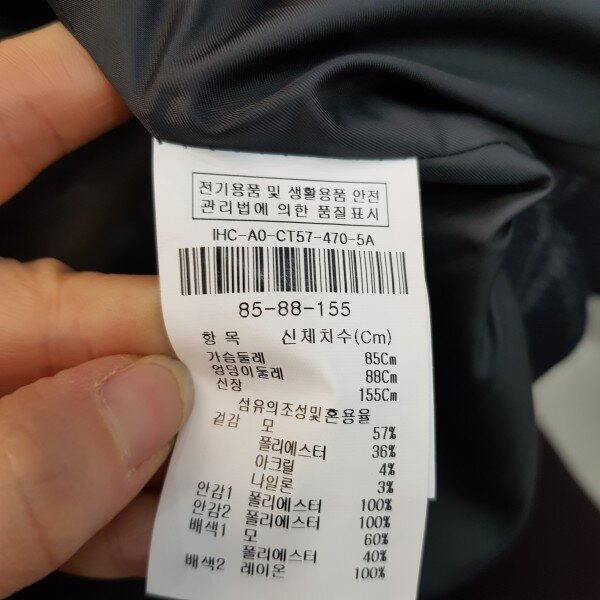 전기용품 및 생활용품 안전
관리법에 의한 품질표시
IHC-A0-CT57-470-5A
85-88-155
항 목 신체치수(Cm)
가슴둘레 85Cm
엉덩이둘레 88Cm
신장 155Cm
섬유의조성및혼용율
겉감 모 57%
폴리에스터 36%
아크릴 4%
나일론 3%
안감1 폴리에스터 100%
안감2 폴리에스터 100%
배색1 모 60%
폴리에스터 40%
배색2 레이온 100%